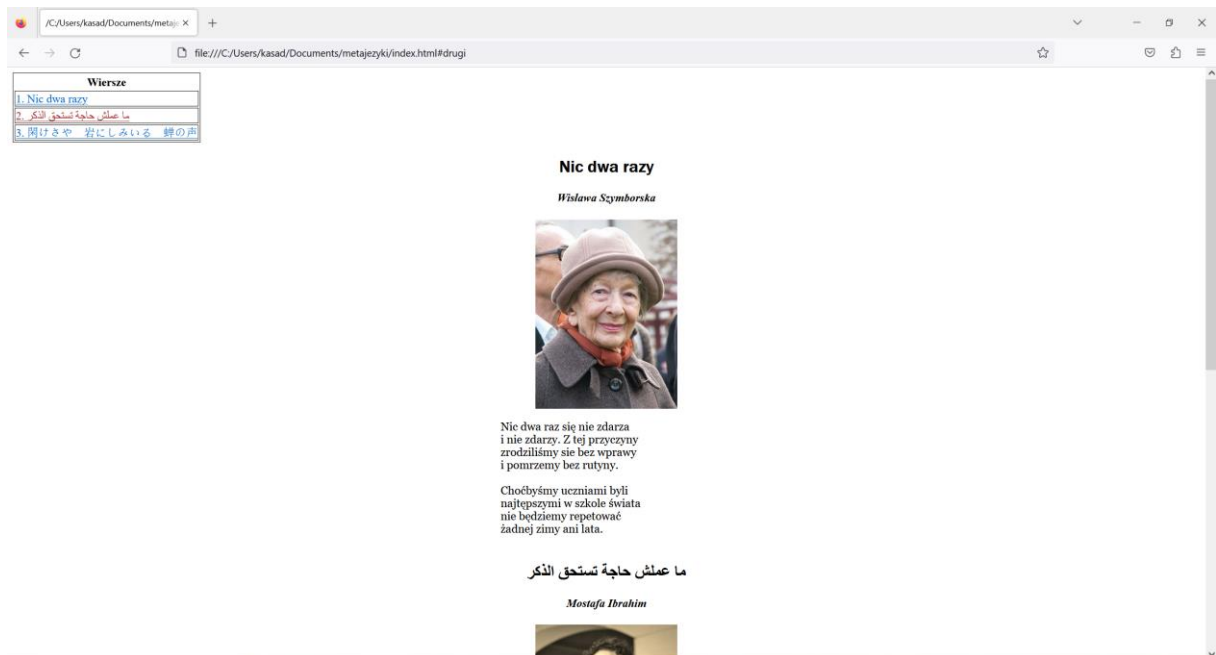 /C:/Users/kasad/Documents/metaje
file:///C:/Users/kasad/Documents/metajezyki/index.html#drugi
Wiersze
1. Nic dwa razy
2. ما عملش حاجة تستحق الذكر
3. 閑けさや　岩にしみいる　蝉の声
Nic dwa razy
Wisława Szymborska
Nic dwa raz się nie zdarza
i nie zdarzy. Z tej przyczyny
zrodziliśmy sie bez wprawy
i pomrzemy bez rutyny.
Choćbyśmy uczniami byli
najtępszymi w szkole świata
nie będziemy repetować
żadnej zimy ani lata.
ما عملش حاجة تستحق الذكر
Mostafa Ibrahim